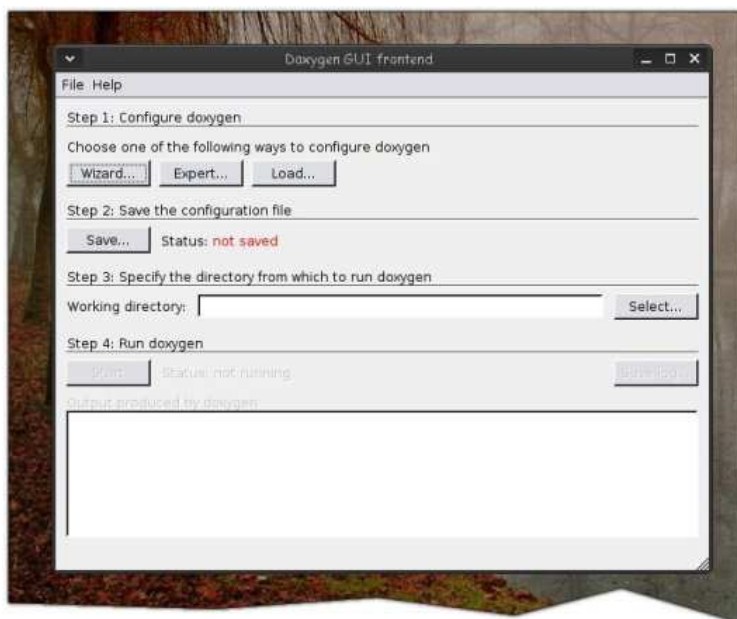 Doxygen GUI frontend
File Help
Step 1: Configure doxygen
Choose one of the following ways to configure doxygen
Wizard... Expert... Load...
Step 2: Save the configuration file
Save... Status: not saved
Step 3: Specify the directory from which to run doxygen
Working directory: Select...
Step 4: Run doxygen
Start Status: not running Save log...
Output produced by doxygen